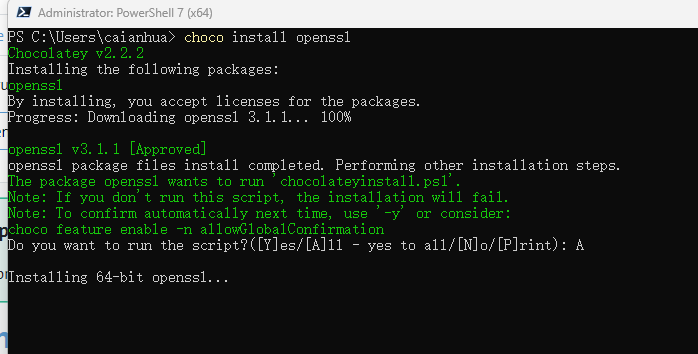 Administrator: PowerShell 7 (x64)
PS C:\Users\caianhua> choco install openssl
Chocolatey v2.2.2
Installing the following packages:
openssl
By installing, you accept licenses for the packages.
Progress: Downloading openssl 3.1.1... 100%
openssl v3.1.1 [Approved]
openssl package files install completed. Performing other installation steps.
The package openssl wants to run 'chocolateyinstall.ps1'.
Note: If you don't run this script, the installation will fail.
Note: To confirm automatically next time, use '-y' or consider:
choco feature enable -n allowGlobalConfirmation
Do you want to run the script?([Y]es/[A]ll - yes to all/[N]o/[P]rint): A
Installing 64-bit openssl...